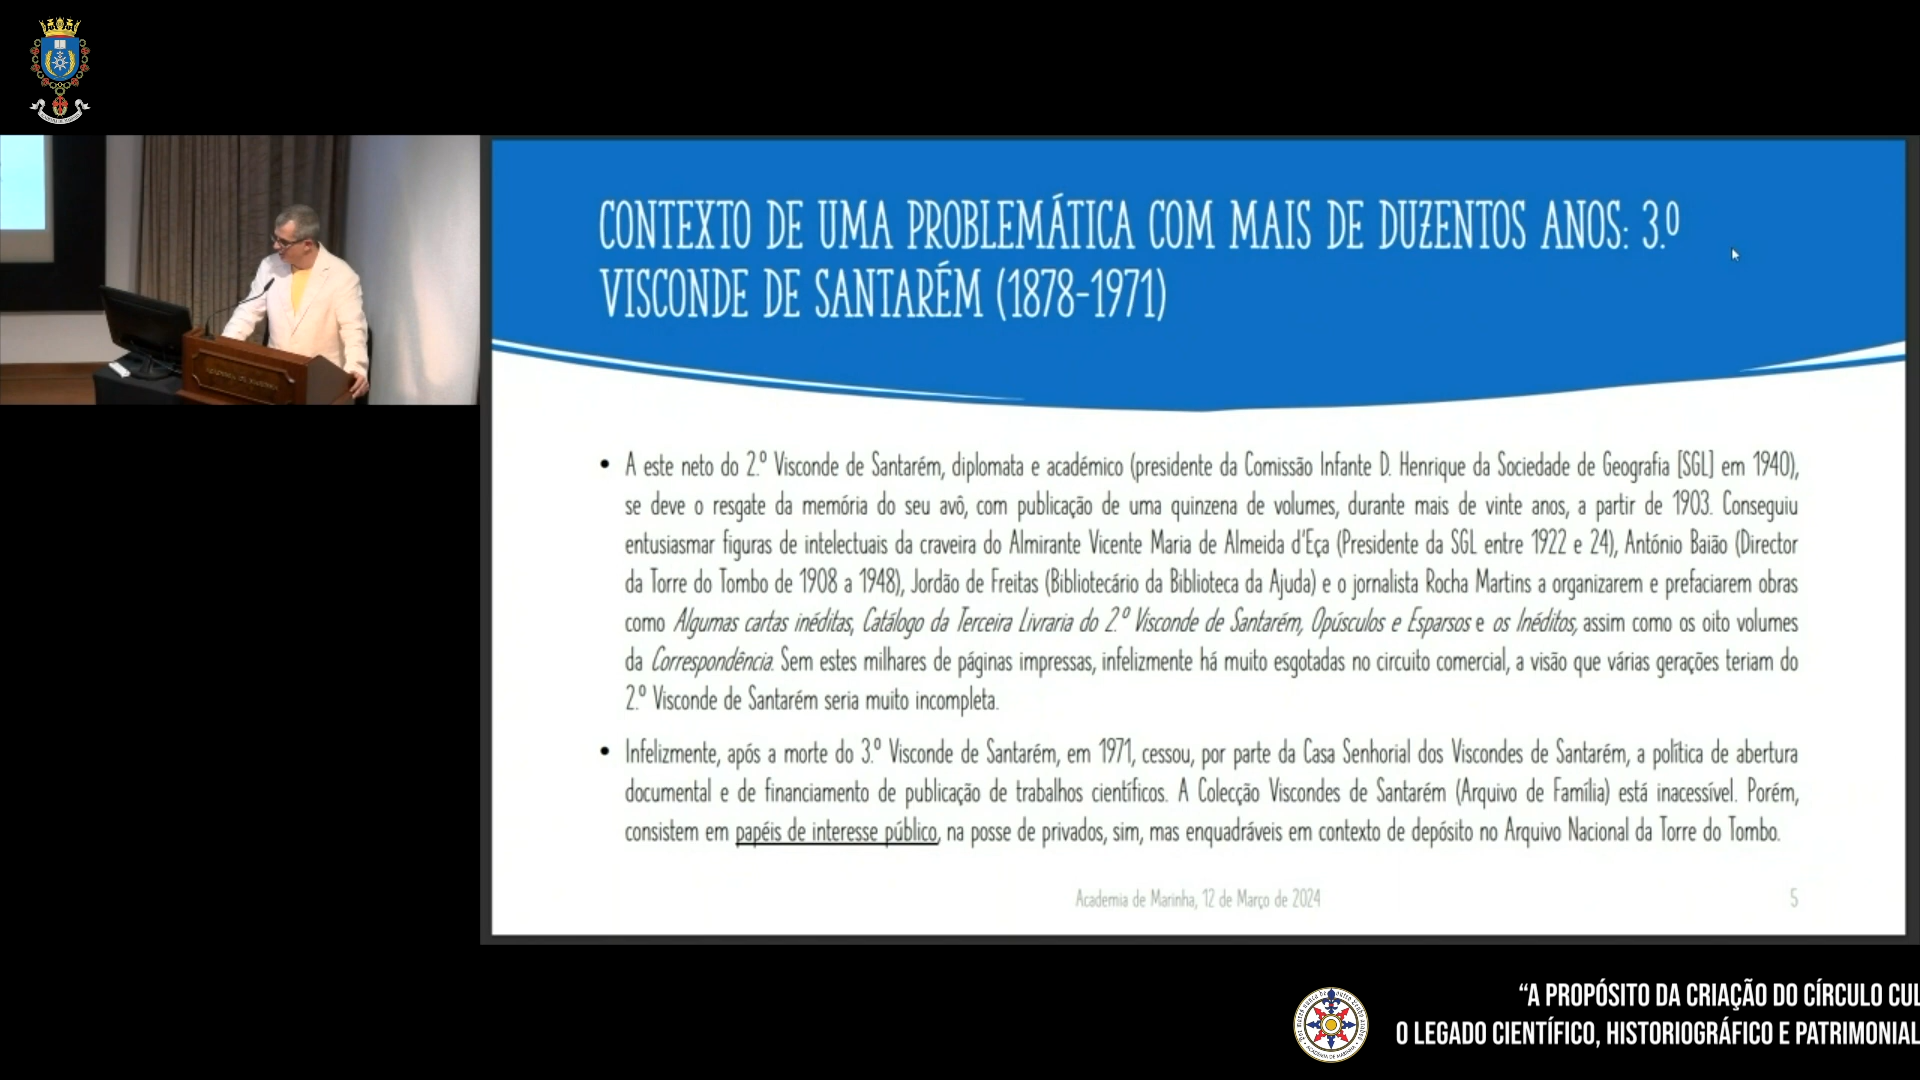 CONTEXTO DE UMA PROBLEMÁTICA COM MAIS DE DUZENTOS ANOS: 3.º
VISCONDE DE SANTARÉM (1878-1971)
• A este neto do 2.º Visconde de Santarém, diplomata e académico (presidente da Comissão Infante D. Henrique da Sociedade de Geografia [SGL] em 1940),
se deve o resgate da memória do seu avô, com publicação de uma quinzena de volumes, durante mais de vinte anos, a partir de 1903. Conseguiu
entusiasmar figuras de intelectuais da craveira do Almirante Vicente Maria de Almeida d'Eça (Presidente da SGL entre 1922 e 24), António Baião (Director
da Torre do Tombo de 1908 a 1948), Jordão de Freitas (Bibliotecário da Biblioteca da Ajuda) e o jornalista Rocha Martins a organizarem e prefaciarem obras
como Algumas cartas inéditas, Catálogo da Terceira Livraria do 2.º Visconde de Santarém, Opúsculos e Esparsos e os Inéditos, assim como os oito volumes
da Correspondência. Sem estes milhares de páginas impressas, infelizmente há muito esgotadas no circuito comercial, a visão que várias gerações teriam do
2.º Visconde de Santarém seria muito incompleta.
• Infelizmente, após a morte do 3.º Visconde de Santarém, em 1971, cessou, por parte da Casa Senhorial dos Viscondes de Santarém, a política de abertura
documental e de financiamento de publicação de trabalhos científicos. A Colecção Viscondes de Santarém (Arquivo de Família) está inacessível. Porém,
consistem em papéis de interesse público, na posse de privados, sim, mas enquadráveis em contexto de depósito no Arquivo Nacional da Torre do Tombo.
Academia de Marinha, 12 de Março de 2024
5
ACADEMIA DE MARINHA
“A PROPÓSITO DA CRIAÇÃO DO CÍRCULO CUL
O LEGADO CIENTÍFICO, HISTORIOGRÁFICO E PATRIMONIAL